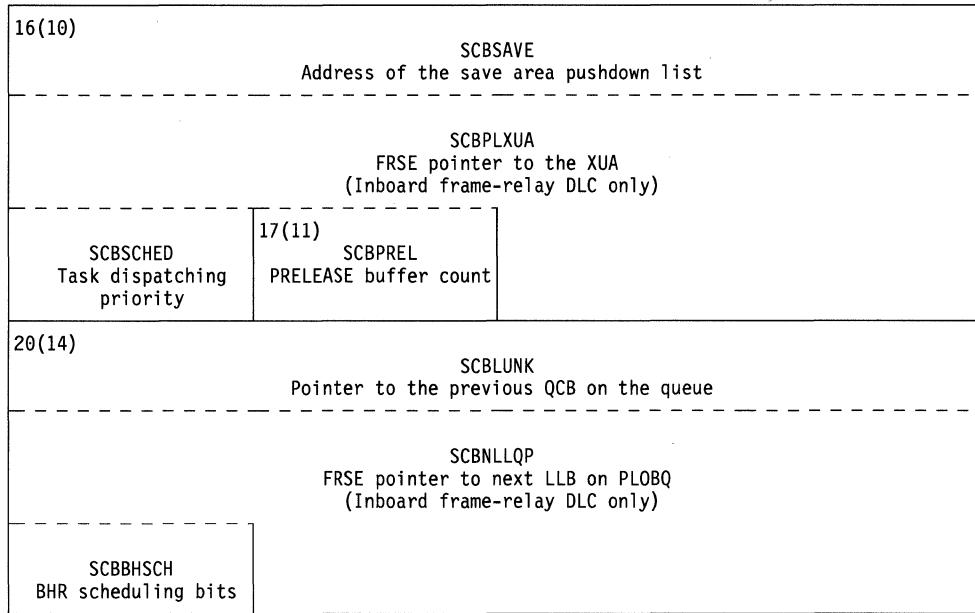 16(10)
SCBSAVE
Address of the save area pushdown list
SCBPLXUA
FRSE pointer to the XUA
(Inboard frame-relay DLC only)
SCBSCHED
Task dispatching
priority
17(11)
SCBPREL
PRELEASE buffer count
20(14)
SCBLUNK
Pointer to the previous QCB on the queue
SCBNLLQP
FRSE pointer to next LLB on PLOBQ
(Inboard frame-relay DLC only)
SCBBHSCH
BHR scheduling bits